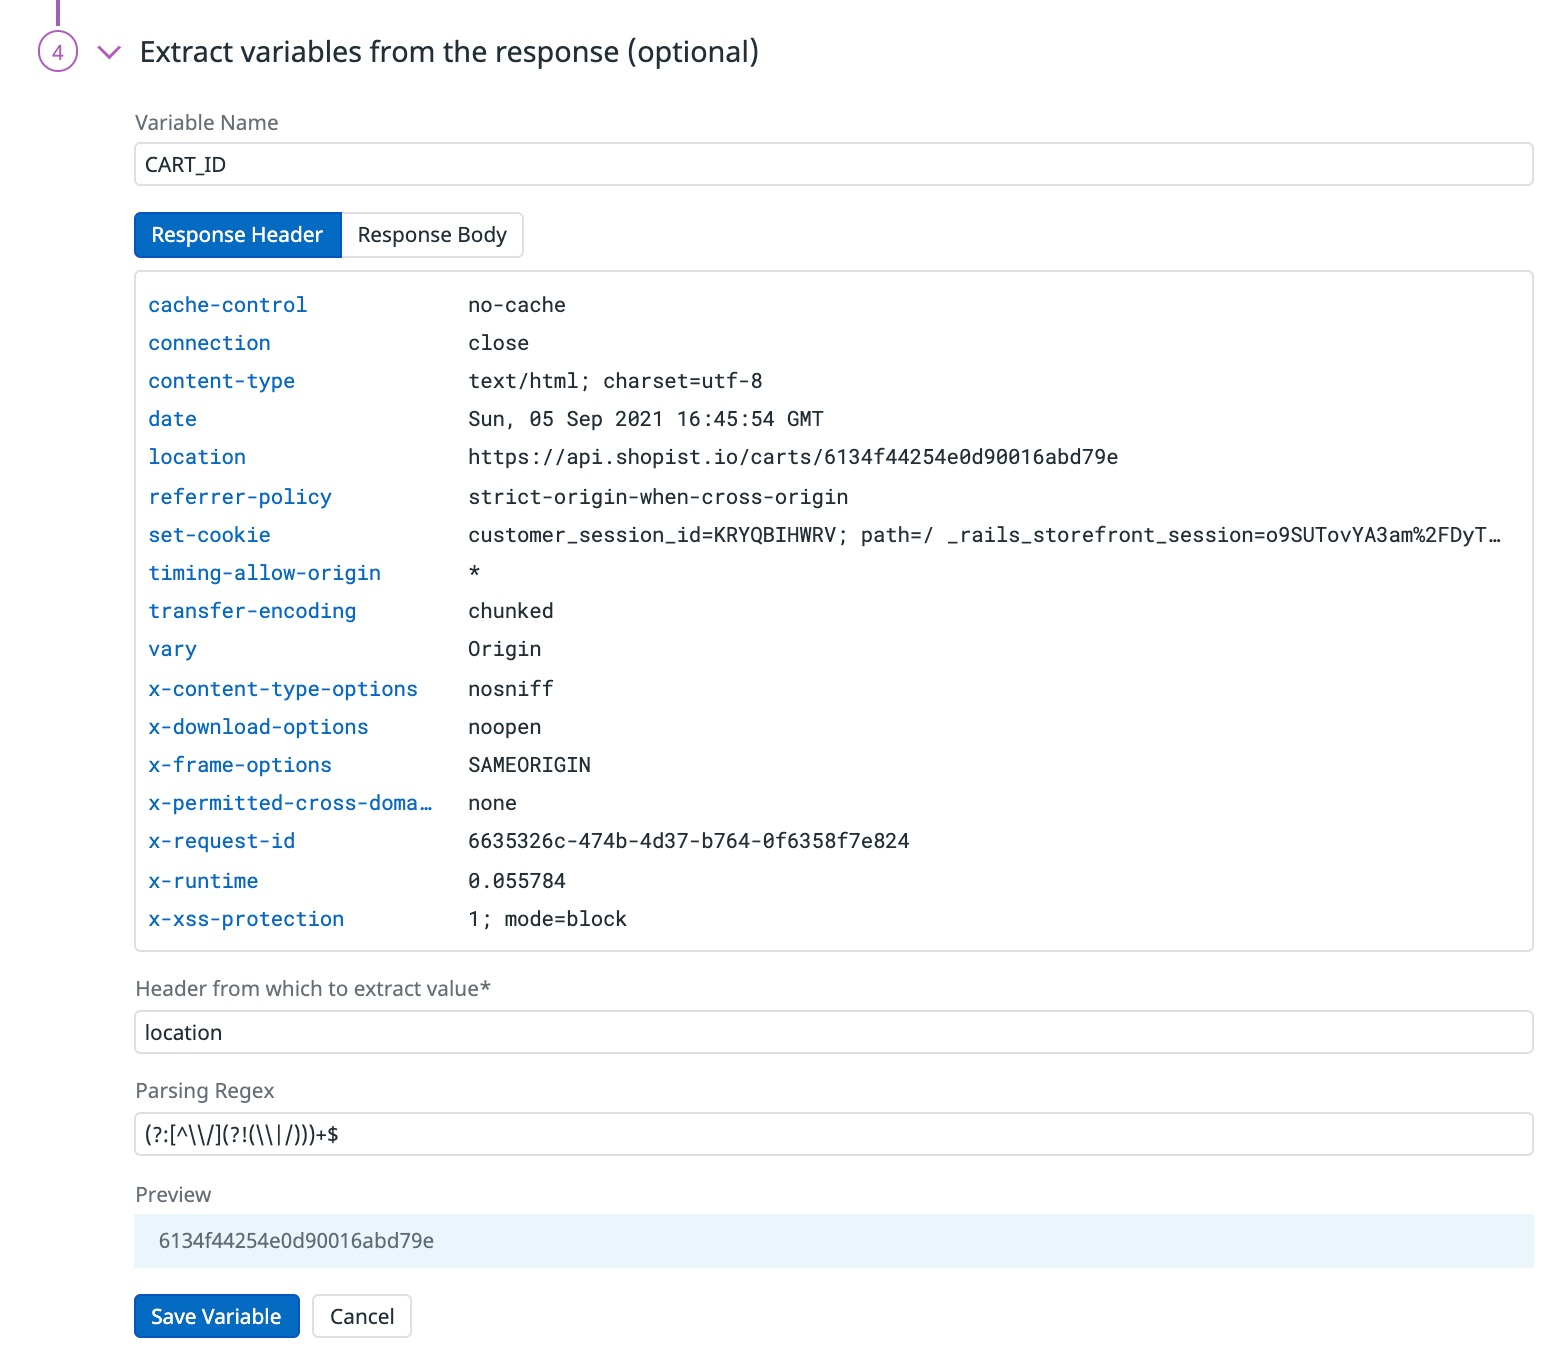 4 Extract variables from the response (optional)
Variable Name
CART_ID
Response Header Response Body
cache-control no-cache
connection close
content-type text/html; charset=utf-8
date Sun, 05 Sep 2021 16:45:54 GMT
location https://api.shopist.io/carts/6134f44254e0d90016abd79e
referrer-policy strict-origin-when-cross-origin
set-cookie customer_session_id=KRYQBIHWRV; path=/ _rails_storefront_session=o9SUTovYA3am%2FDyT…
timing-allow-origin *
transfer-encoding chunked
vary Origin
x-content-type-options nosniff
x-download-options noopen
x-frame-options SAMEORIGIN
x-permitted-cross-doma… none
x-request-id 6635326c-474b-4d37-b764-0f6358f7e824
x-runtime 0.055784
x-xss-protection 1; mode=block
Header from which to extract value*
location
Parsing Regex
(?:[^\\/](?!(\\|/)))+$
Preview
6134f44254e0d90016abd79e
Save Variable Cancel